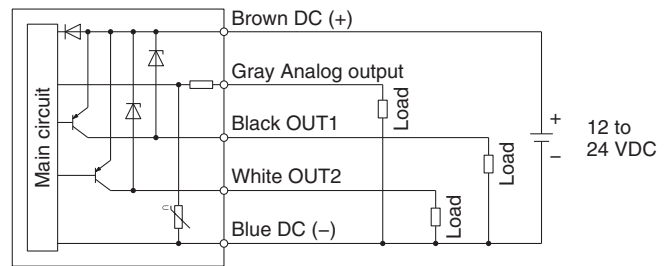 Brown DC (+)
Gray Analog output
Black OUT1
White OUT2
Blue DC (−)
Main circuit
Load
Load
Load
+
−
12 to
24 VDC